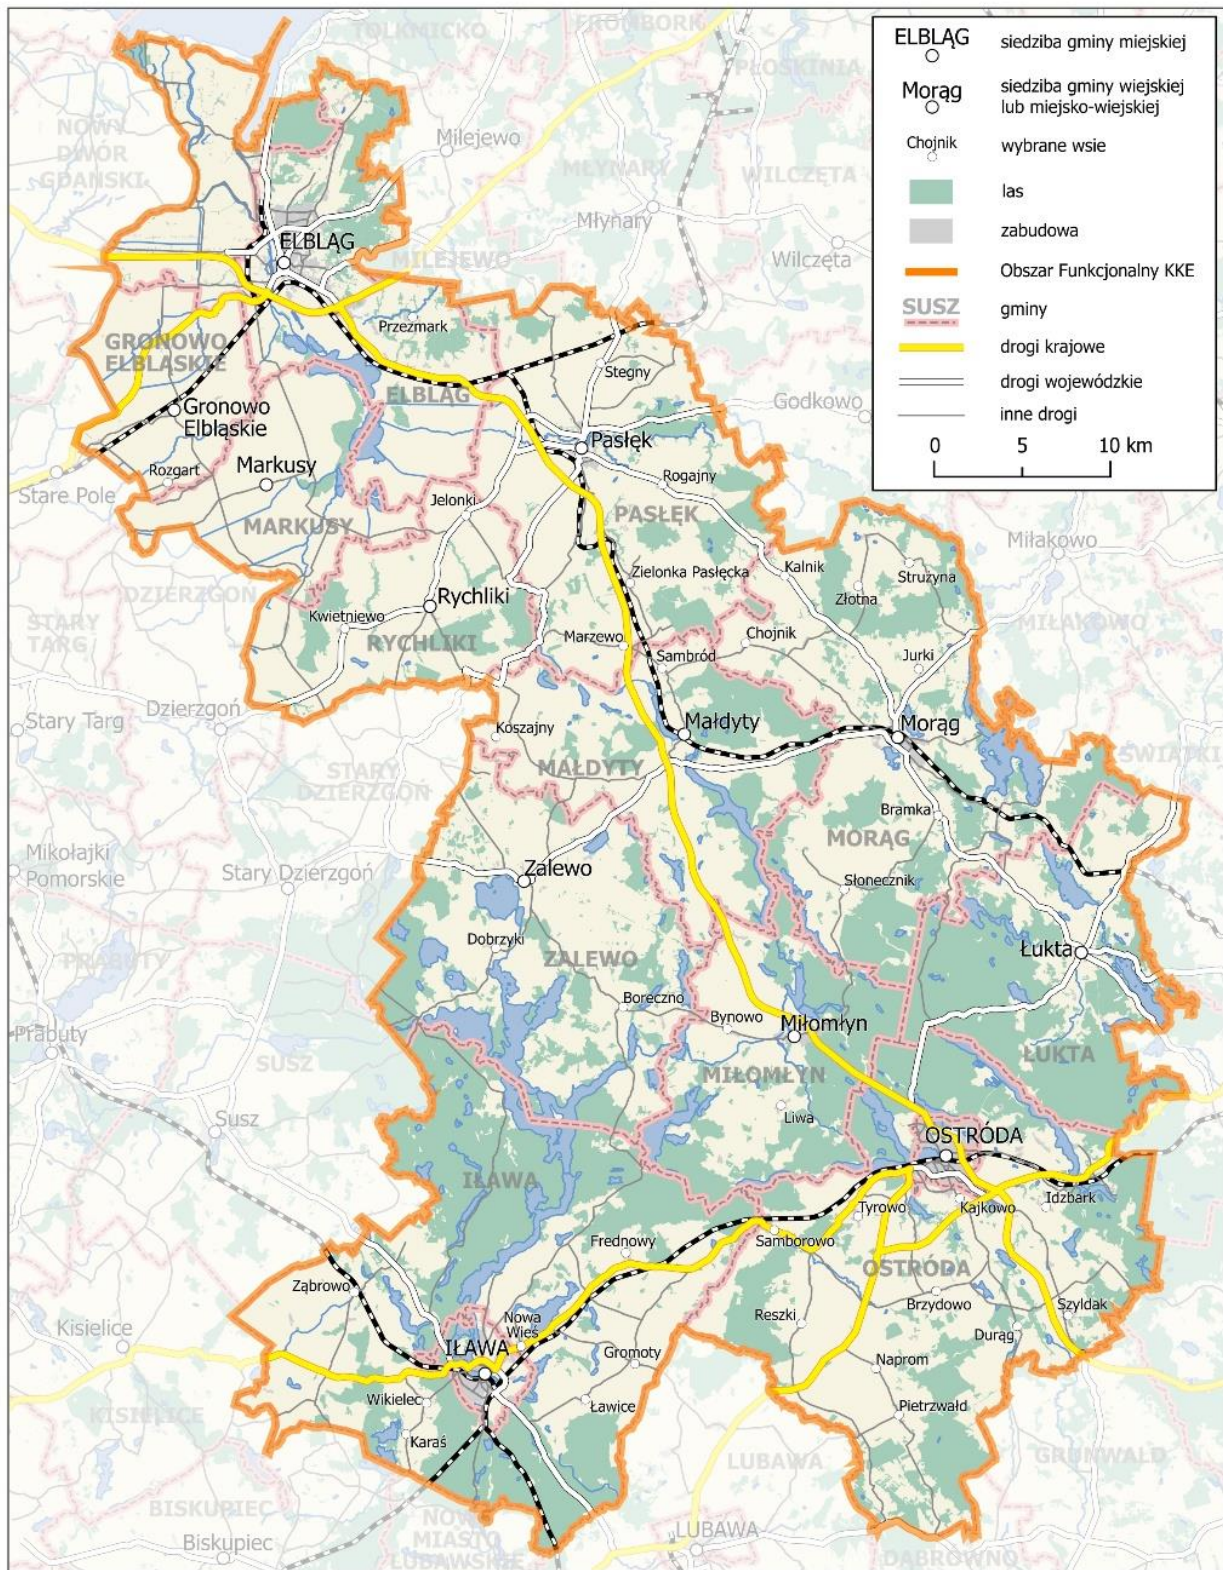 TOLKMICKO
FROMBORK
PŁOSKINIA
NOWY
DWÓR
GDAŃSKI
Milejewo
MŁYNARY
WILCZĘTA
Młynary
ELBLĄG
MILEJEWO
Wilczęta
Przezmark
GRONOWO
ELBLĄSKIE
Stegny
ELBLĄG
Godkowo
Gronowo
Elbląskie
Pasłęk
Rozgart
Markusy
Rogajny
Stare Pole
Jelonki
PASŁĘK
MARKUSY
Miłakowo
Zielonka Pasłęcka
Kalnik
Strużyna
DZIERZGOŃ
Złotna
Rychliki
Kwietniewo
STARY
TARG
MIŁAKOWO
RYCHLIKI
Marzewo
Chojnik
Sambród
Jurki
Dzierzgoń
Stary Targ
Koszajny
Małdyty
Morąg
STARY
DZIERZGOŃ
MAŁDYTY
ŚWIĄTKI
Bramka
MORĄG
Mikołajki
Pomorskie
Stary Dzierzgoń
Zalewo
Słonecznik
Dobrzyki
Łukta
PRABUTY
ZALEWO
Boreczno
Bynowo
Miłomłyn
Prabuty
SUSZ
MIŁOMŁYN
ŁUKTA
Susz
Liwa
OSTRÓDA
IŁAWA
Idzbark
Tyrowo
Kajkowo
Samborowo
Frednowy
OSTRÓDA
Ząbrowo
Brzydowo
Szyldak
Reszki
Nowa
Wieś
Kisielice
Durąg
IŁAWA
Gromoty
Naprom
Wikielec
Ławice
KISIELICE
Pietrzwałd
Karaś
GRUNWALD
LUBAWA
BISKUPIEC
NOWE
MIASTO
LUBAWSKIE
Biskupiec
LUBAWA
DĄBRÓWNO
ELBLĄG
siedziba gminy miejskiej
Morąg
siedziba gminy wiejskiej
lub miejsko-wiejskiej
Chojnik
wybrane wsie
las
zabudowa
Obszar Funkcjonalny KKE
SUSZ
gminy
drogi krajowe
drogi wojewódzkie
inne drogi
0 5 10 km